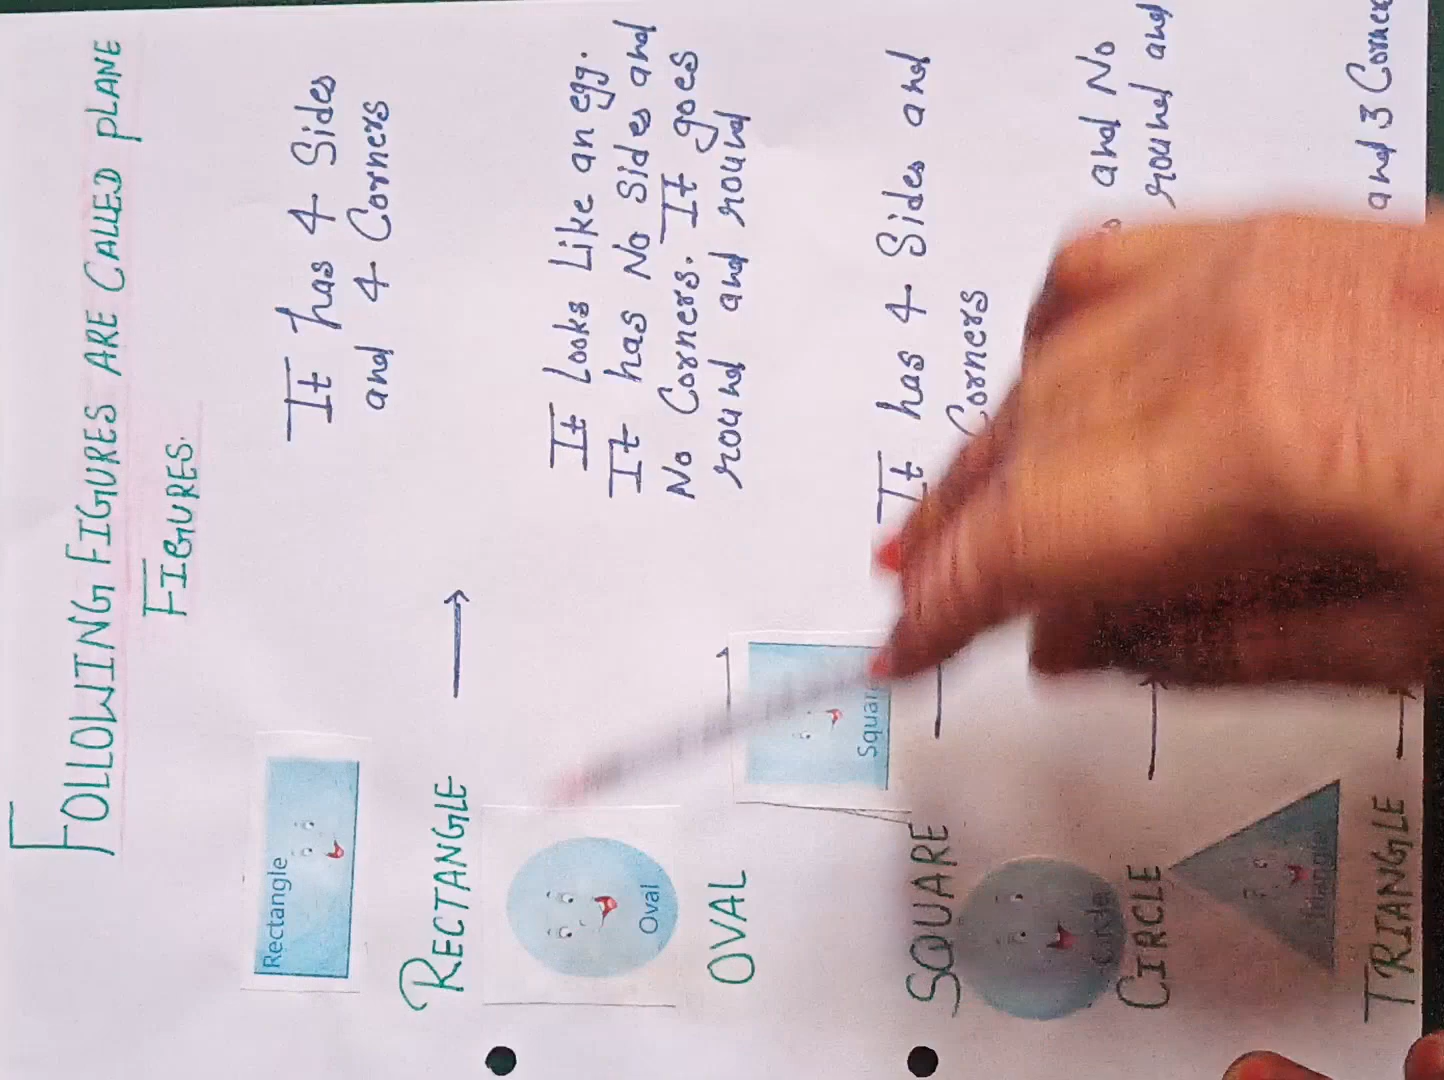 FOLLOWING FIGURES ARE CALLED PLANE
FIGURES.
Rectangle
RECTANGLE
It has 4 Sides
and 4 Corners
Oval
OVAL
It Looks Like an egg.
It has No Sides and
No Corners. It goes
round and round
Square
SQUARE
It has 4 Sides and
Corners
Circle
CIRCLE
and No
round and
Triangle
TRIANGLE
and 3 Corners